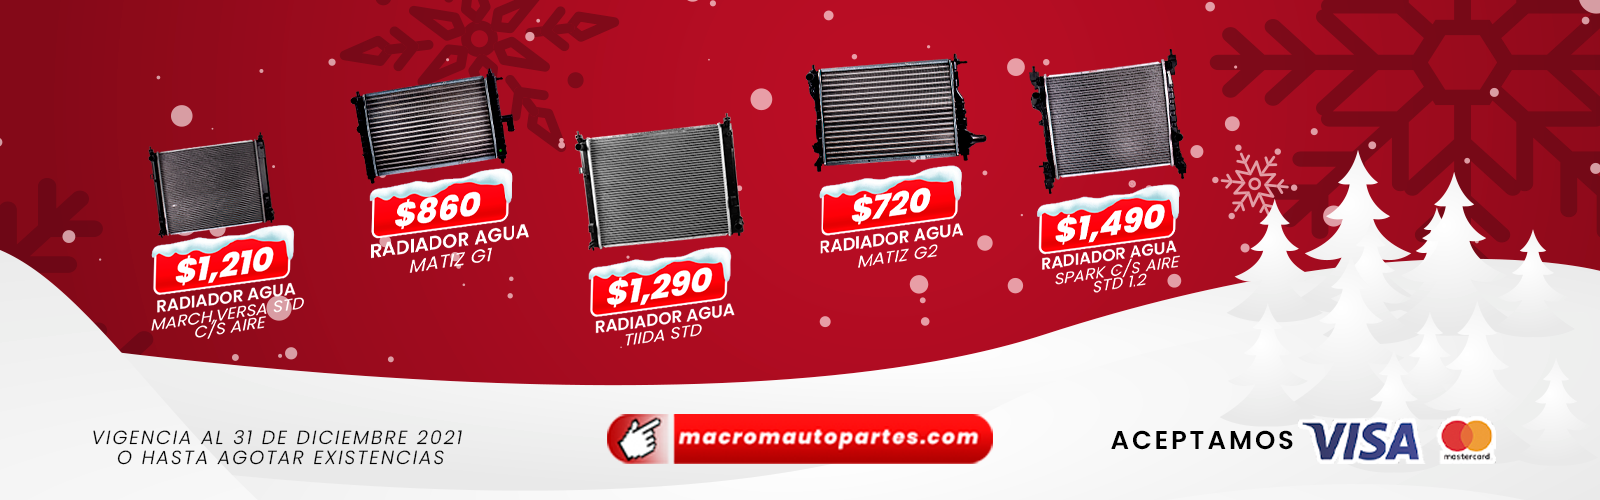 $1,210
RADIADOR AGUA
MARCH,VERSA STD
C/S AIRE
$860
RADIADOR AGUA
MATIZ G1
$1,290
RADIADOR AGUA
TIIDA STD
$720
RADIADOR AGUA
MATIZ G2
$1,490
RADIADOR AGUA
SPARK C/S AIRE
STD 1.2
VIGENCIA AL 31 DE DICIEMBRE 2021
O HASTA AGOTAR EXISTENCIAS
macromautopartes.com
ACEPTAMOS VISA
mastercard